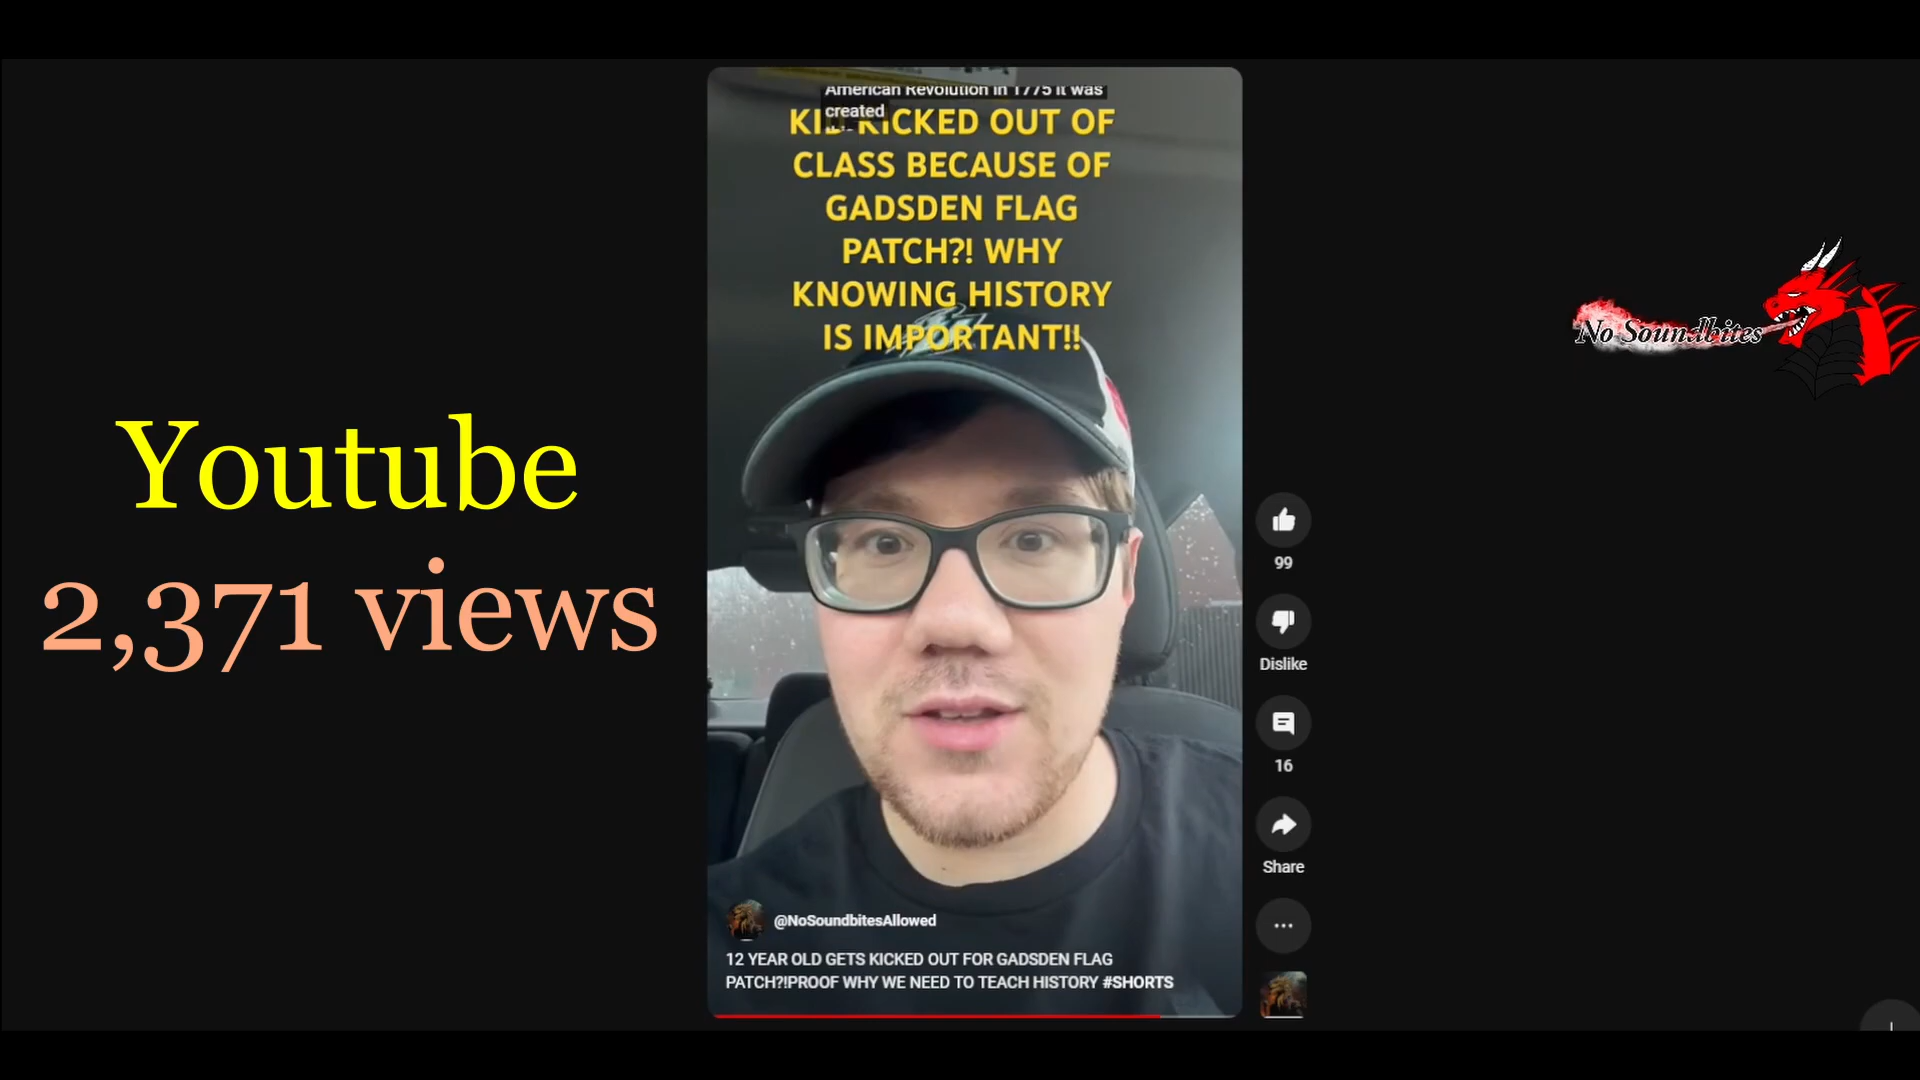 American Revolution in 1775 it was
created
KID KICKED OUT OF
CLASS BECAUSE OF
GADSDEN FLAG
PATCH?! WHY
KNOWING HISTORY
IS IMPORTANT!!
Youtube
2,371 views
No Soundbites
99
Dislike
16
Share
@NoSoundbitesAllowed
12 YEAR OLD GETS KICKED OUT FOR GADSDEN FLAG
PATCH?!PROOF WHY WE NEED TO TEACH HISTORY #SHORTS